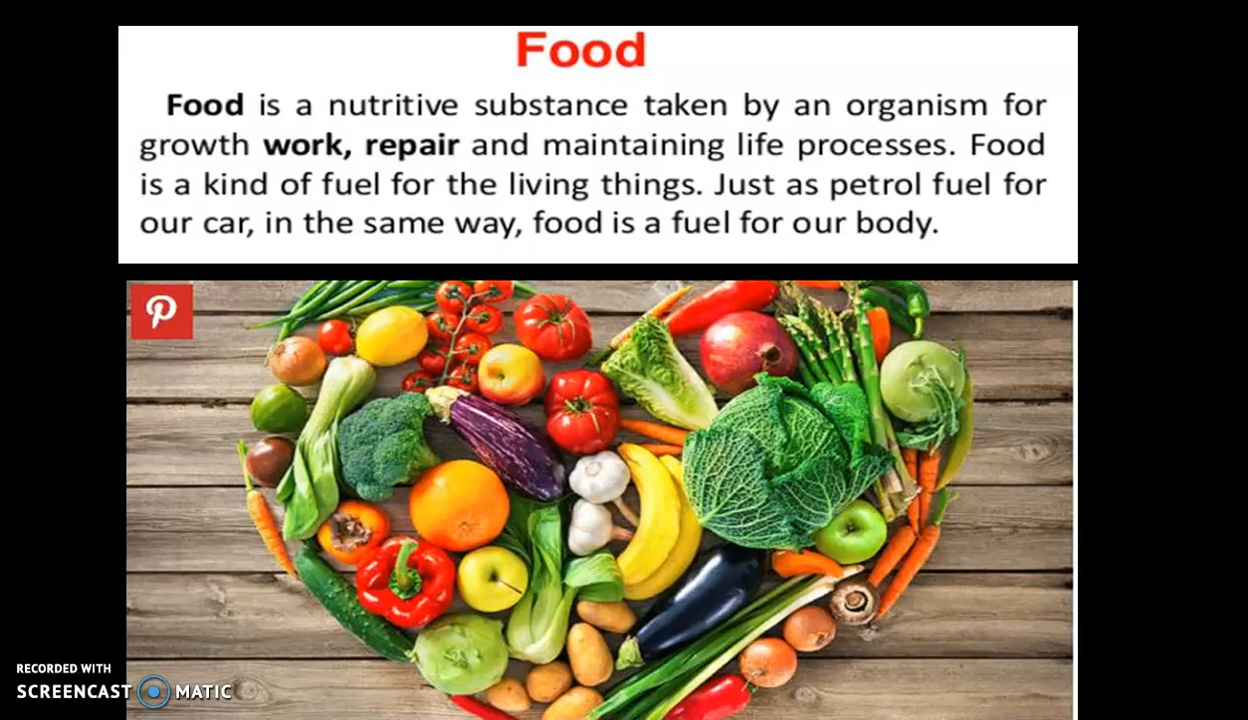 Food
Food is a nutritive substance taken by an organism for
growth work, repair and maintaining life processes. Food
is a kind of fuel for the living things. Just as petrol fuel for
our car, in the same way, food is a fuel for our body.
RECORDED WITH
SCREENCAST MATIC